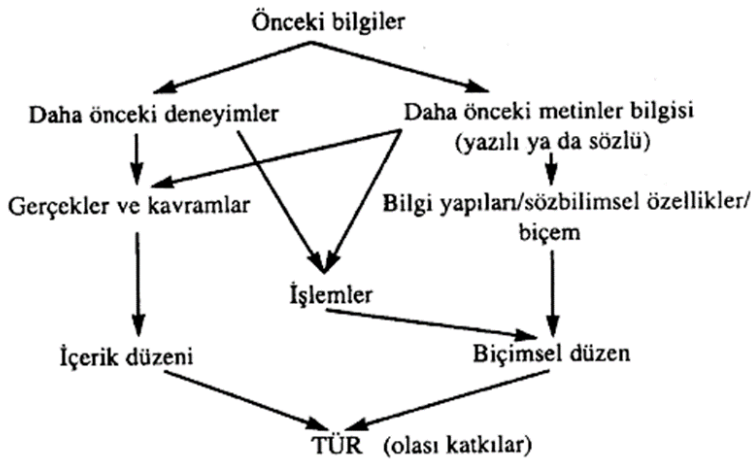 Önceki bilgiler
Daha önceki deneyimler
Daha önceki metinler bilgisi
(yazılı ya da sözlü)
Gerçekler ve kavramlar
Bilgi yapıları/sözbilimsel özellikler/
biçem
İşlemler
İçerik düzeni
Biçimsel düzen
TÜR (olası katkılar)